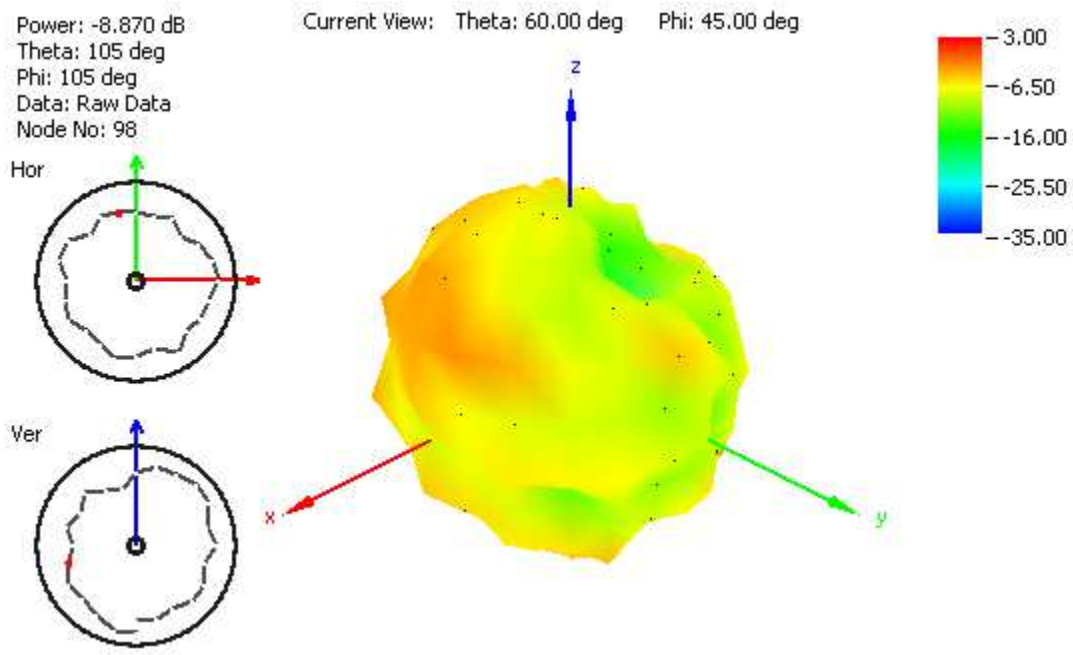 Power: -8.870 dB
Theta: 105 deg
Phi: 105 deg
Data: Raw Data
Node No: 98
Current View: Theta: 60.00 deg Phi: 45.00 deg
3.00
-6.50
-16.00
-25.50
-35.00
Hor
Ver
z
x
y